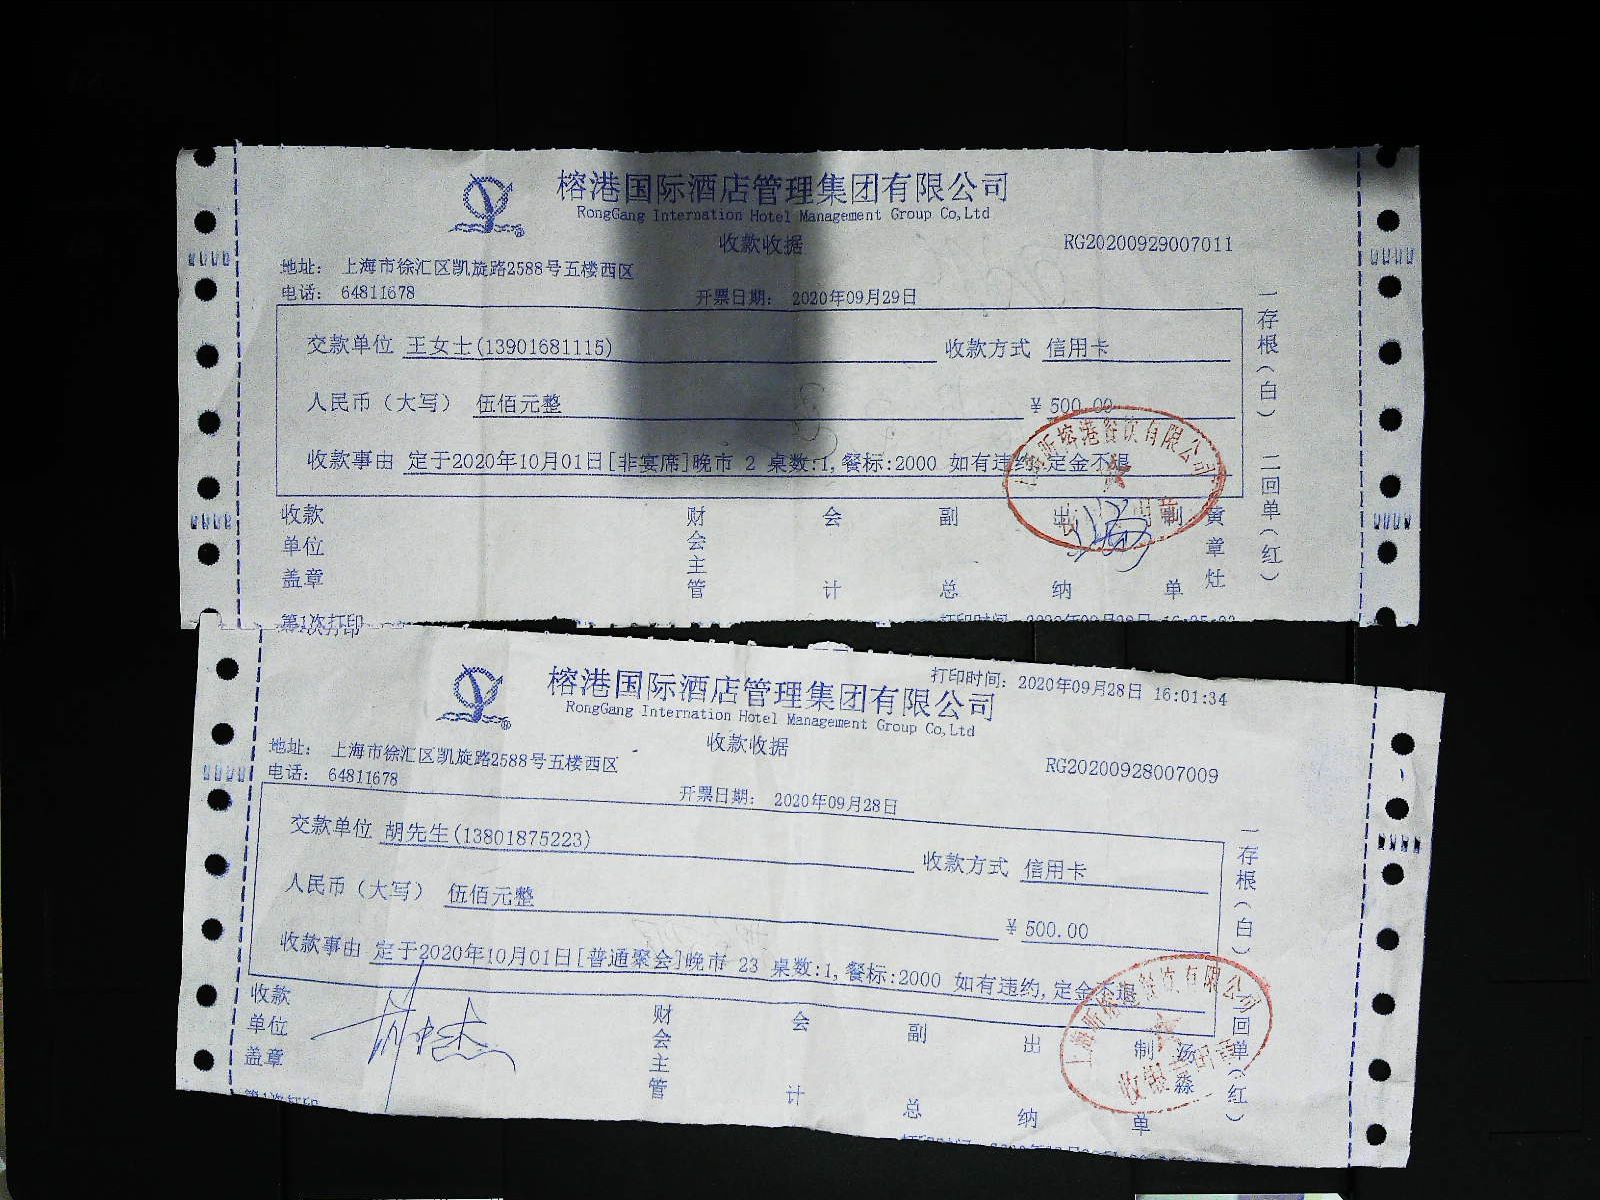 榕港国际酒店管理集团有限公司
RongGang Internation Hotel Management Group Co,Ltd
收款收据
RG20200929007011
地址： 上海市徐汇区凯旋路2588号五楼西区
电话： 64811678
开票日期： 2020年09月29日
交款单位 王女士(13901681115)
收款方式 信用卡
人民币（大写） 伍佰元整
¥ 500.00
收款事由 定于2020年10月01日[非宴席]晚市 2 桌数:1,餐标:2000 如有违约,定金不退
收款单位盖章
财会主管
会计
副总
出纳
制单
黄章灶
一存根（白） 二回单（红）
第1次打印
打印时间
榕港国际酒店管理集团有限公司
打印时间：2020年09月28日 16:01:34
RongGang Internation Hotel Management Group Co,Ltd
收款收据
RG20200928007009
地址： 上海市徐汇区凯旋路2588号五楼西区
电话： 64811678
开票日期： 2020年09月28日
交款单位 胡先生(13801875223)
收款方式 信用卡
人民币（大写） 伍佰元整
¥ 500.00
收款事由 定于2020年10月01日[普通聚会]晚市 23 桌数:1,餐标:2000 如有违约,定金不退
收款单位盖章
财会主管
会计
副总
出纳
制单
汤淼
一存根（白） 二回单（红）